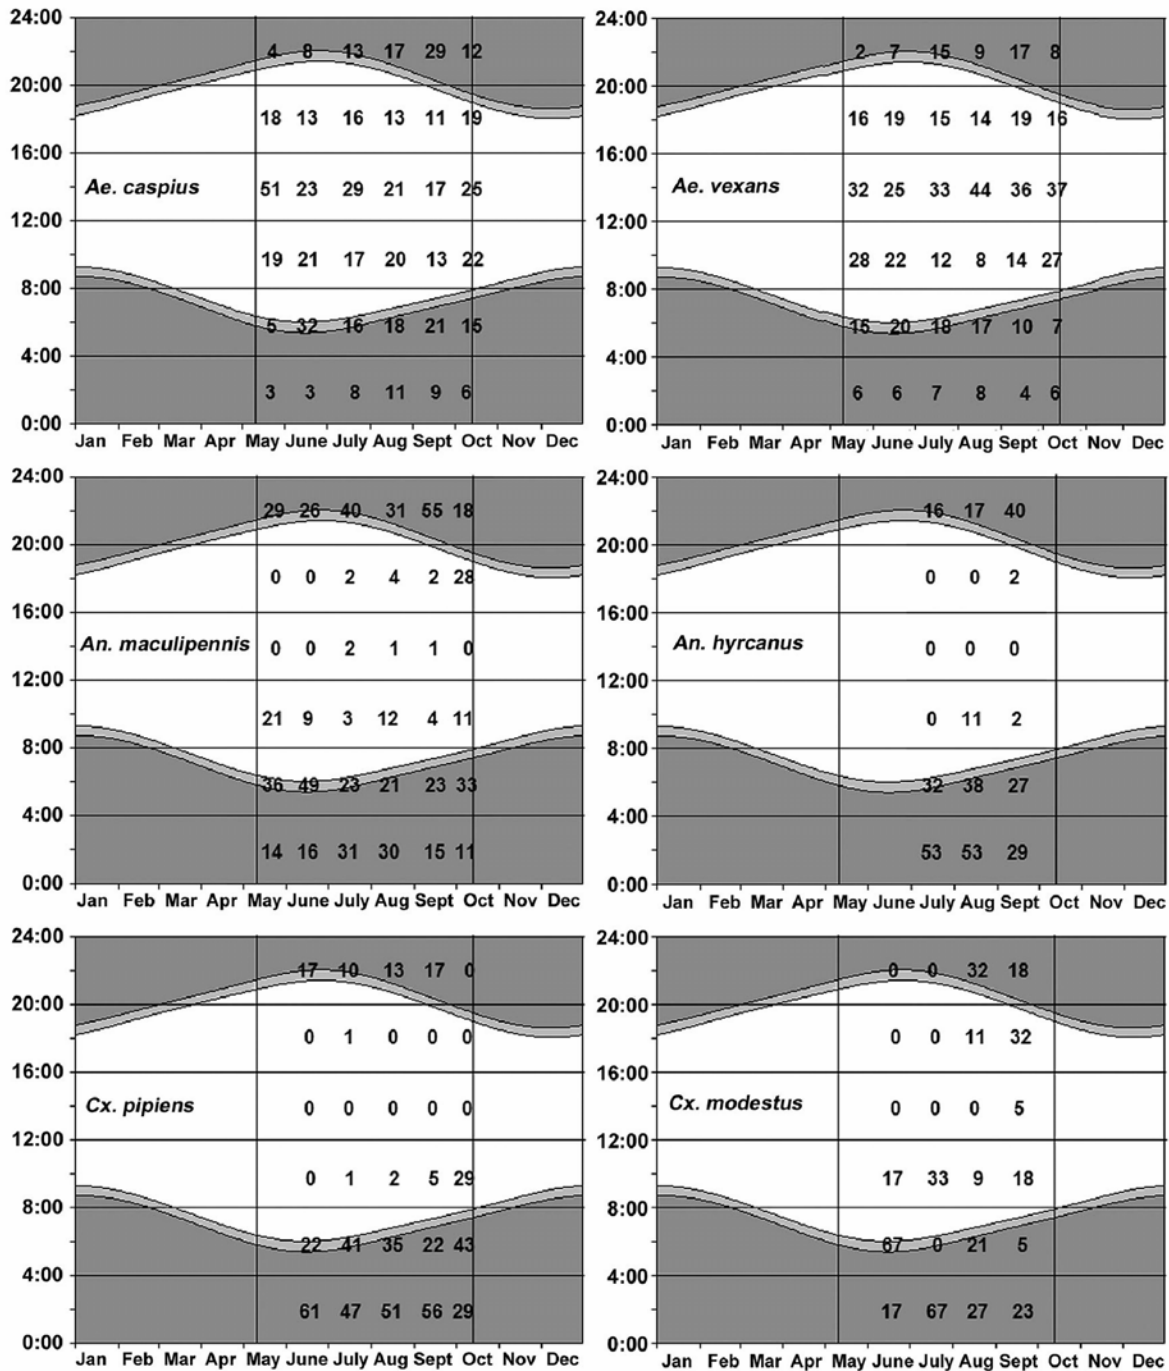 24:00 4 8 13 17 29 12
20:00
18 13 16 13 11 19
16:00
Ae. caspius 51 23 29 21 17 25
12:00
19 21 17 20 13 22
8:00
5 32 16 18 21 15
4:00
3 3 8 11 9 6
0:00
Jan Feb Mar Apr May June July Aug Sept Oct Nov Dec
24:00 2 7 15 9 17 8
20:00
16 19 15 14 19 16
16:00
Ae. vexans 32 25 33 44 36 37
12:00
28 22 12 8 14 27
8:00
15 20 18 17 10 7
4:00
6 6 7 8 4 6
0:00
Jan Feb Mar Apr May June July Aug Sept Oct Nov Dec
24:00
29 26 40 31 55 18
20:00
0 0 2 4 2 28
16:00
An. maculipennis 0 0 2 1 1 0
12:00
21 9 3 12 4 11
8:00
36 49 23 21 23 33
4:00
14 16 31 30 15 11
0:00
Jan Feb Mar Apr May June July Aug Sept Oct Nov Dec
24:00
16 17 40
20:00
0 0 2
16:00
An. hyrcanus 0 0 0
12:00
0 11 2
8:00
32 38 27
4:00
53 53 29
0:00
Jan Feb Mar Apr May June July Aug Sept Oct Nov Dec
24:00
17 10 13 17 0
20:00
0 1 0 0 0
16:00
Cx. pipiens 0 0 0 0 0
12:00
0 1 2 5 29
8:00
22 41 35 22 43
4:00
61 47 51 56 29
0:00
Jan Feb Mar Apr May June July Aug Sept Oct Nov Dec
24:00
0 0 32 18
20:00
0 0 11 32
16:00
Cx. modestus 0 0 0 5
12:00
17 33 9 18
8:00
67 0 21 5
4:00
17 67 27 23
0:00
Jan Feb Mar Apr May June July Aug Sept Oct Nov Dec